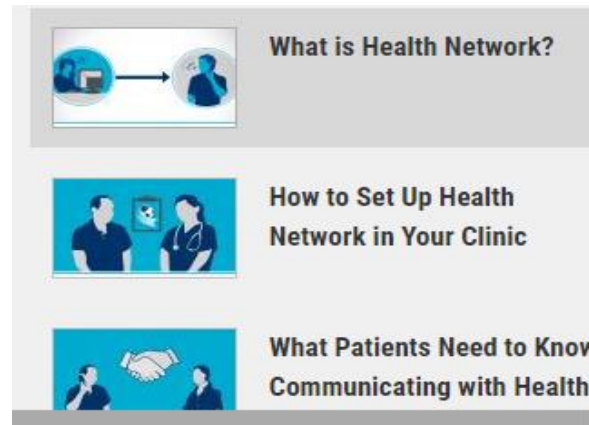 What is Health Network?
How to Set Up Health
Network in Your Clinic
What Patients Need to Know
Communicating with Health